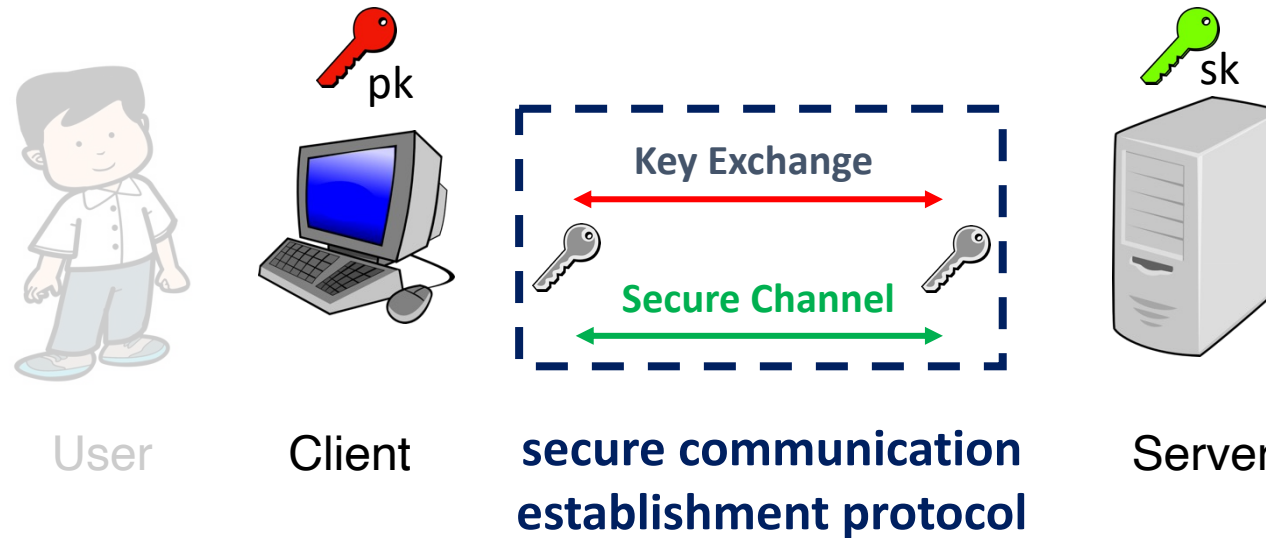 pk
sk
Key Exchange
Secure Channel
User
Client
secure communication
establishment protocol
Server